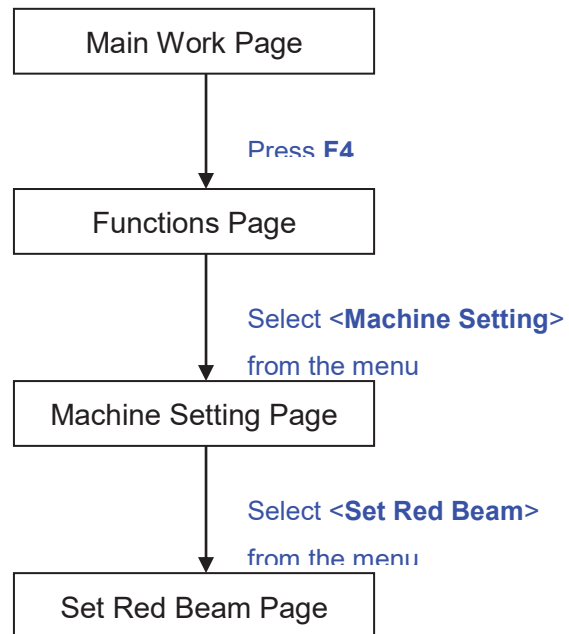 Main Work Page
Press F4
Functions Page
Select <Machine Setting>
from the menu
Machine Setting Page
Select <Set Red Beam>
from the menu
Set Red Beam Page